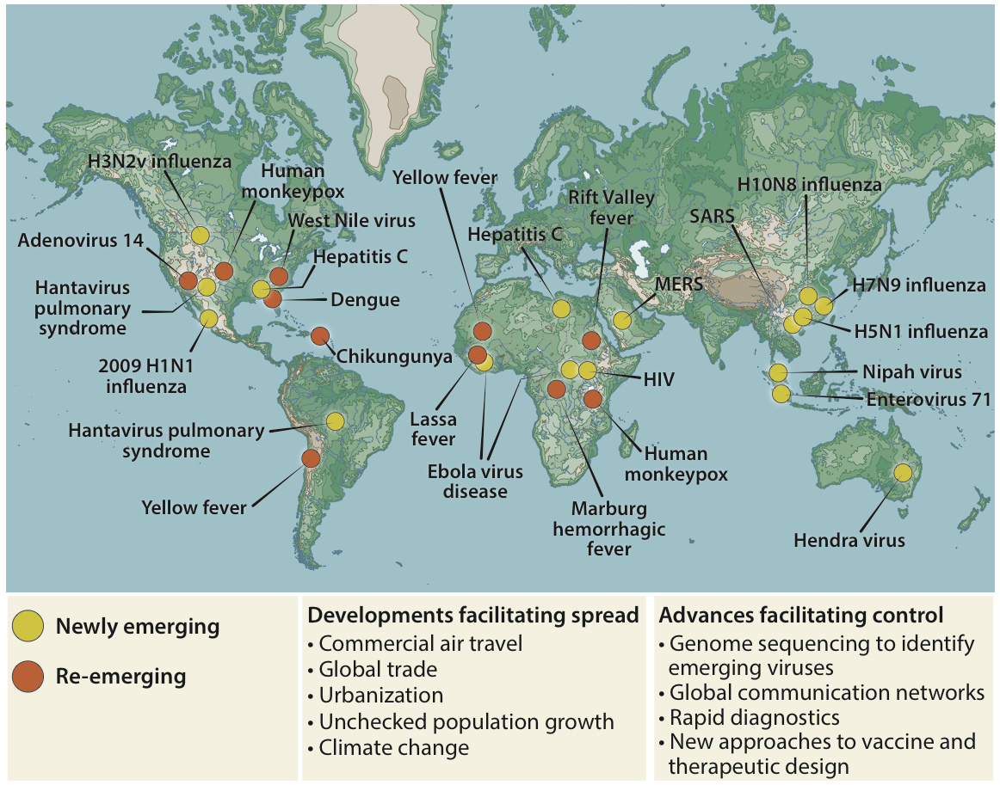 H3N2v influenza
Human
monkeypox
West Nile virus
Adenovirus 14
Hepatitis C
Hantavirus
pulmonary
syndrome
Dengue
Chikungunya
2009 H1N1
influenza
Hantavirus pulmonary
syndrome
Yellow fever
Yellow fever
Hepatitis C
Rift Valley
fever
MERS
Lassa
fever
Ebola virus
disease
HIV
Human
monkeypox
Marburg
hemorrhagic
fever
SARS
H10N8 influenza
H7N9 influenza
H5N1 influenza
Nipah virus
Enterovirus 71
Hendra virus
Newly emerging
Re-emerging
Developments facilitating spread
• Commercial air travel
• Global trade
• Urbanization
• Unchecked population growth
• Climate change
Advances facilitating control
• Genome sequencing to identify
emerging viruses
• Global communication networks
• Rapid diagnostics
• New approaches to vaccine and
therapeutic design